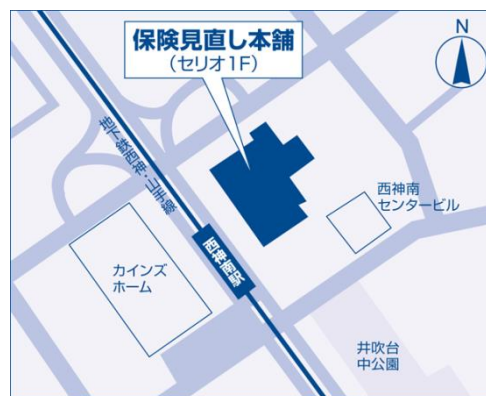 保険見直し本舗
(セリオ1F)
N
地下鉄西神・山手線
西神南
センタービル
西神南駅
カインズ
ホーム
井吹台
中公園